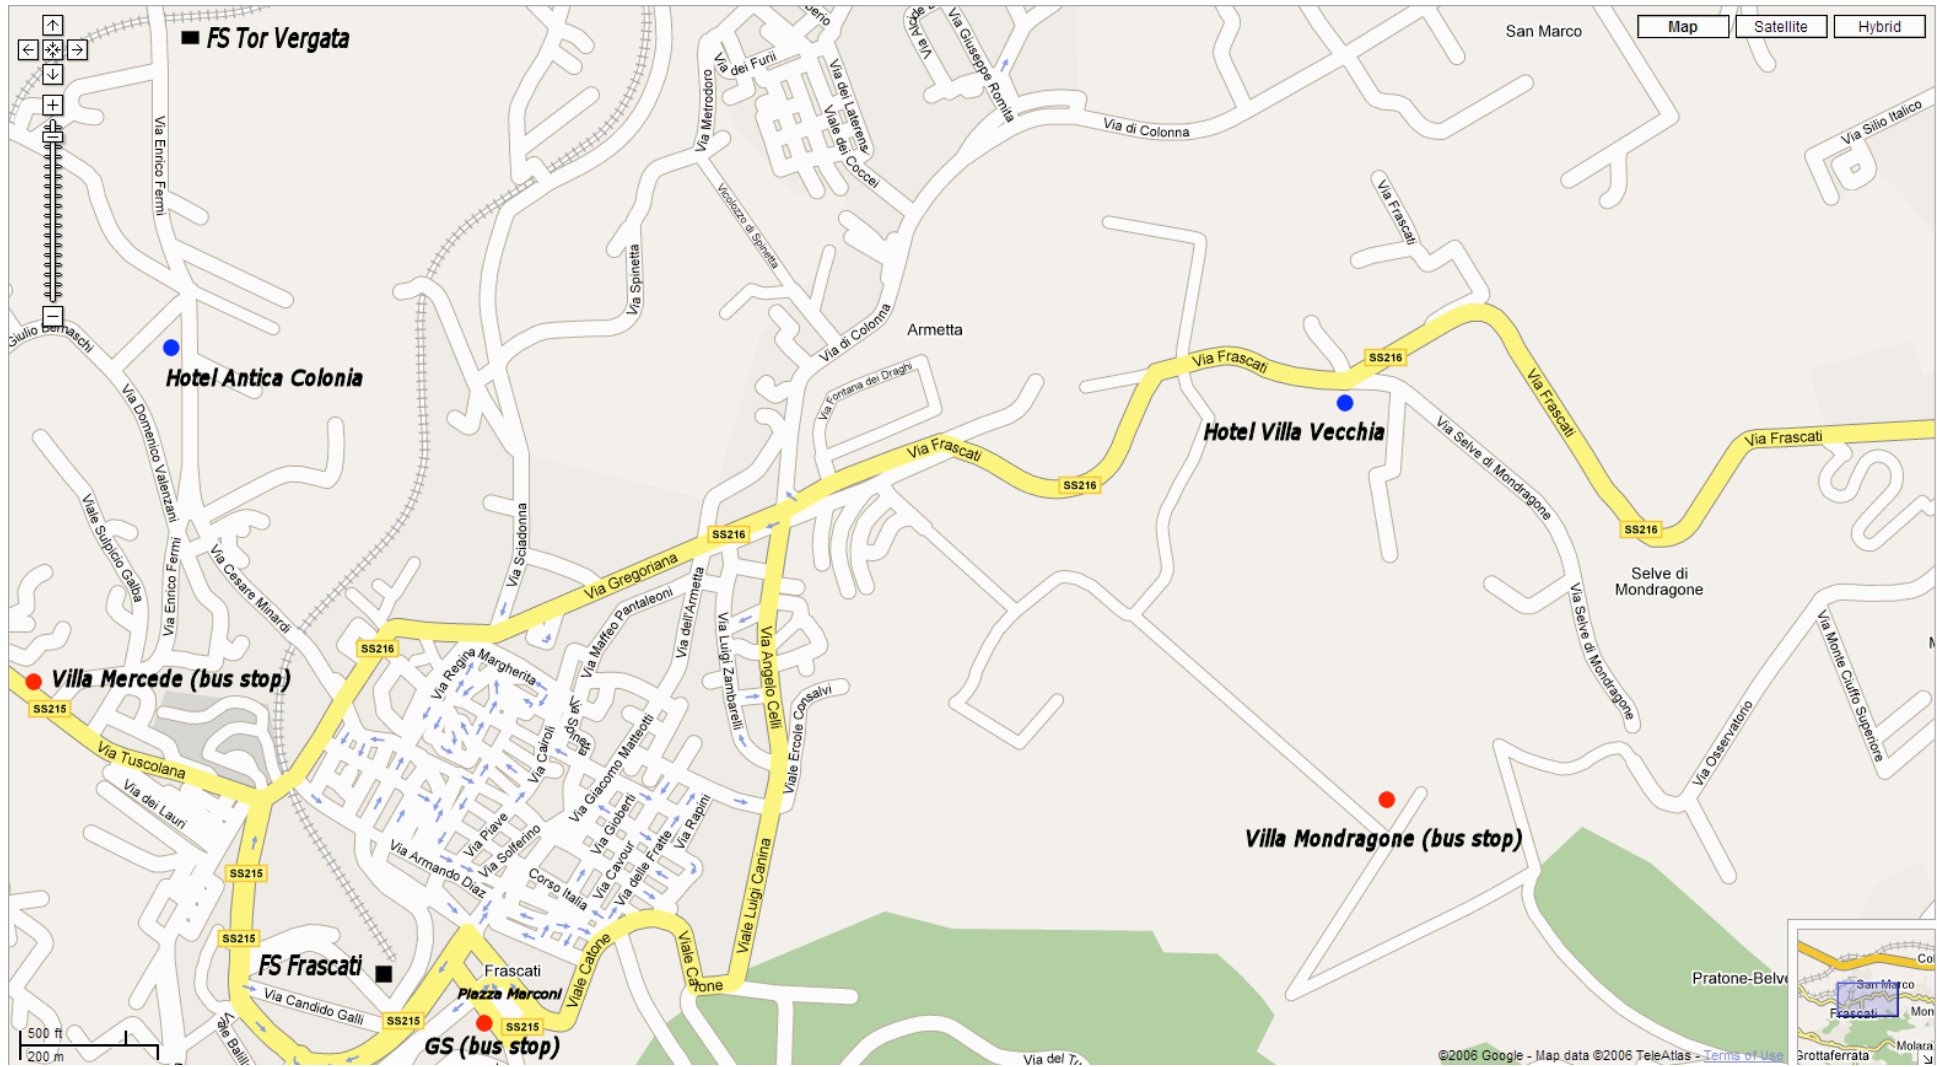 FS Tor Vergata
San Marco
Map
Satellite
Hybrid
Via dei Furii
Via Metrodoro
Via dei Laterens
Viale dei Coccei
Via Giuseppe Romita
Via di Colonna
Via Silio Italico
Via Enrico Fermi
Vicolozzo di Spinetta
Via Spinetta
Via Frascati
Giulio Bernaschi
Via di Colonna
Armetta
Via Frascati
SS216
Hotel Antica Colonia
Via Fontana dei Draghi
Hotel Villa Vecchia
Via Frascati
Via Frascati
Via Domenico Valenzani
Via Frascati
SS216
Via Selve di Mondragone
Viale Sulpicio Galba
Via Enrico Fermi
Via Cesare Minardi
Via Sciadonna
SS216
SS216
Via Gregoriana
Via Maffeo Pantaleoni
Via dell'Armetta
Via Luigi Zambarelli
Via Angelo Celli
Selve di
Mondragone
Via Selve di Mondragone
Via Monte Ciuffo Superiore
SS216
Via Regina Margherita
Villa Mercede (bus stop)
SS215
Via Tuscolana
Via dei Lauri
Via Cairoli
Via Giacomo Matteotti
Viale Ercole Consalvi
Via Osservatorio
Via Piave
Via Solferino
Via Gioberti
Via Cavour
Via delle Fratte
Via Rapini
Villa Mondragone (bus stop)
Via Armando Diaz
Corso Italia
Viale Luigi Canina
SS215
SS215
FS Frascati
Frascati
Piazza Marconi
Viale Catone
Pratone-Belve
Via Candido Galli
SS215
SS215
GS (bus stop)
500 ft
200 m
Via del
©2006 Google - Map data ©2006 TeleAtlas - Terms of Use
Col
San Marco
Frascati
Mon
Molara
Grottaferrata